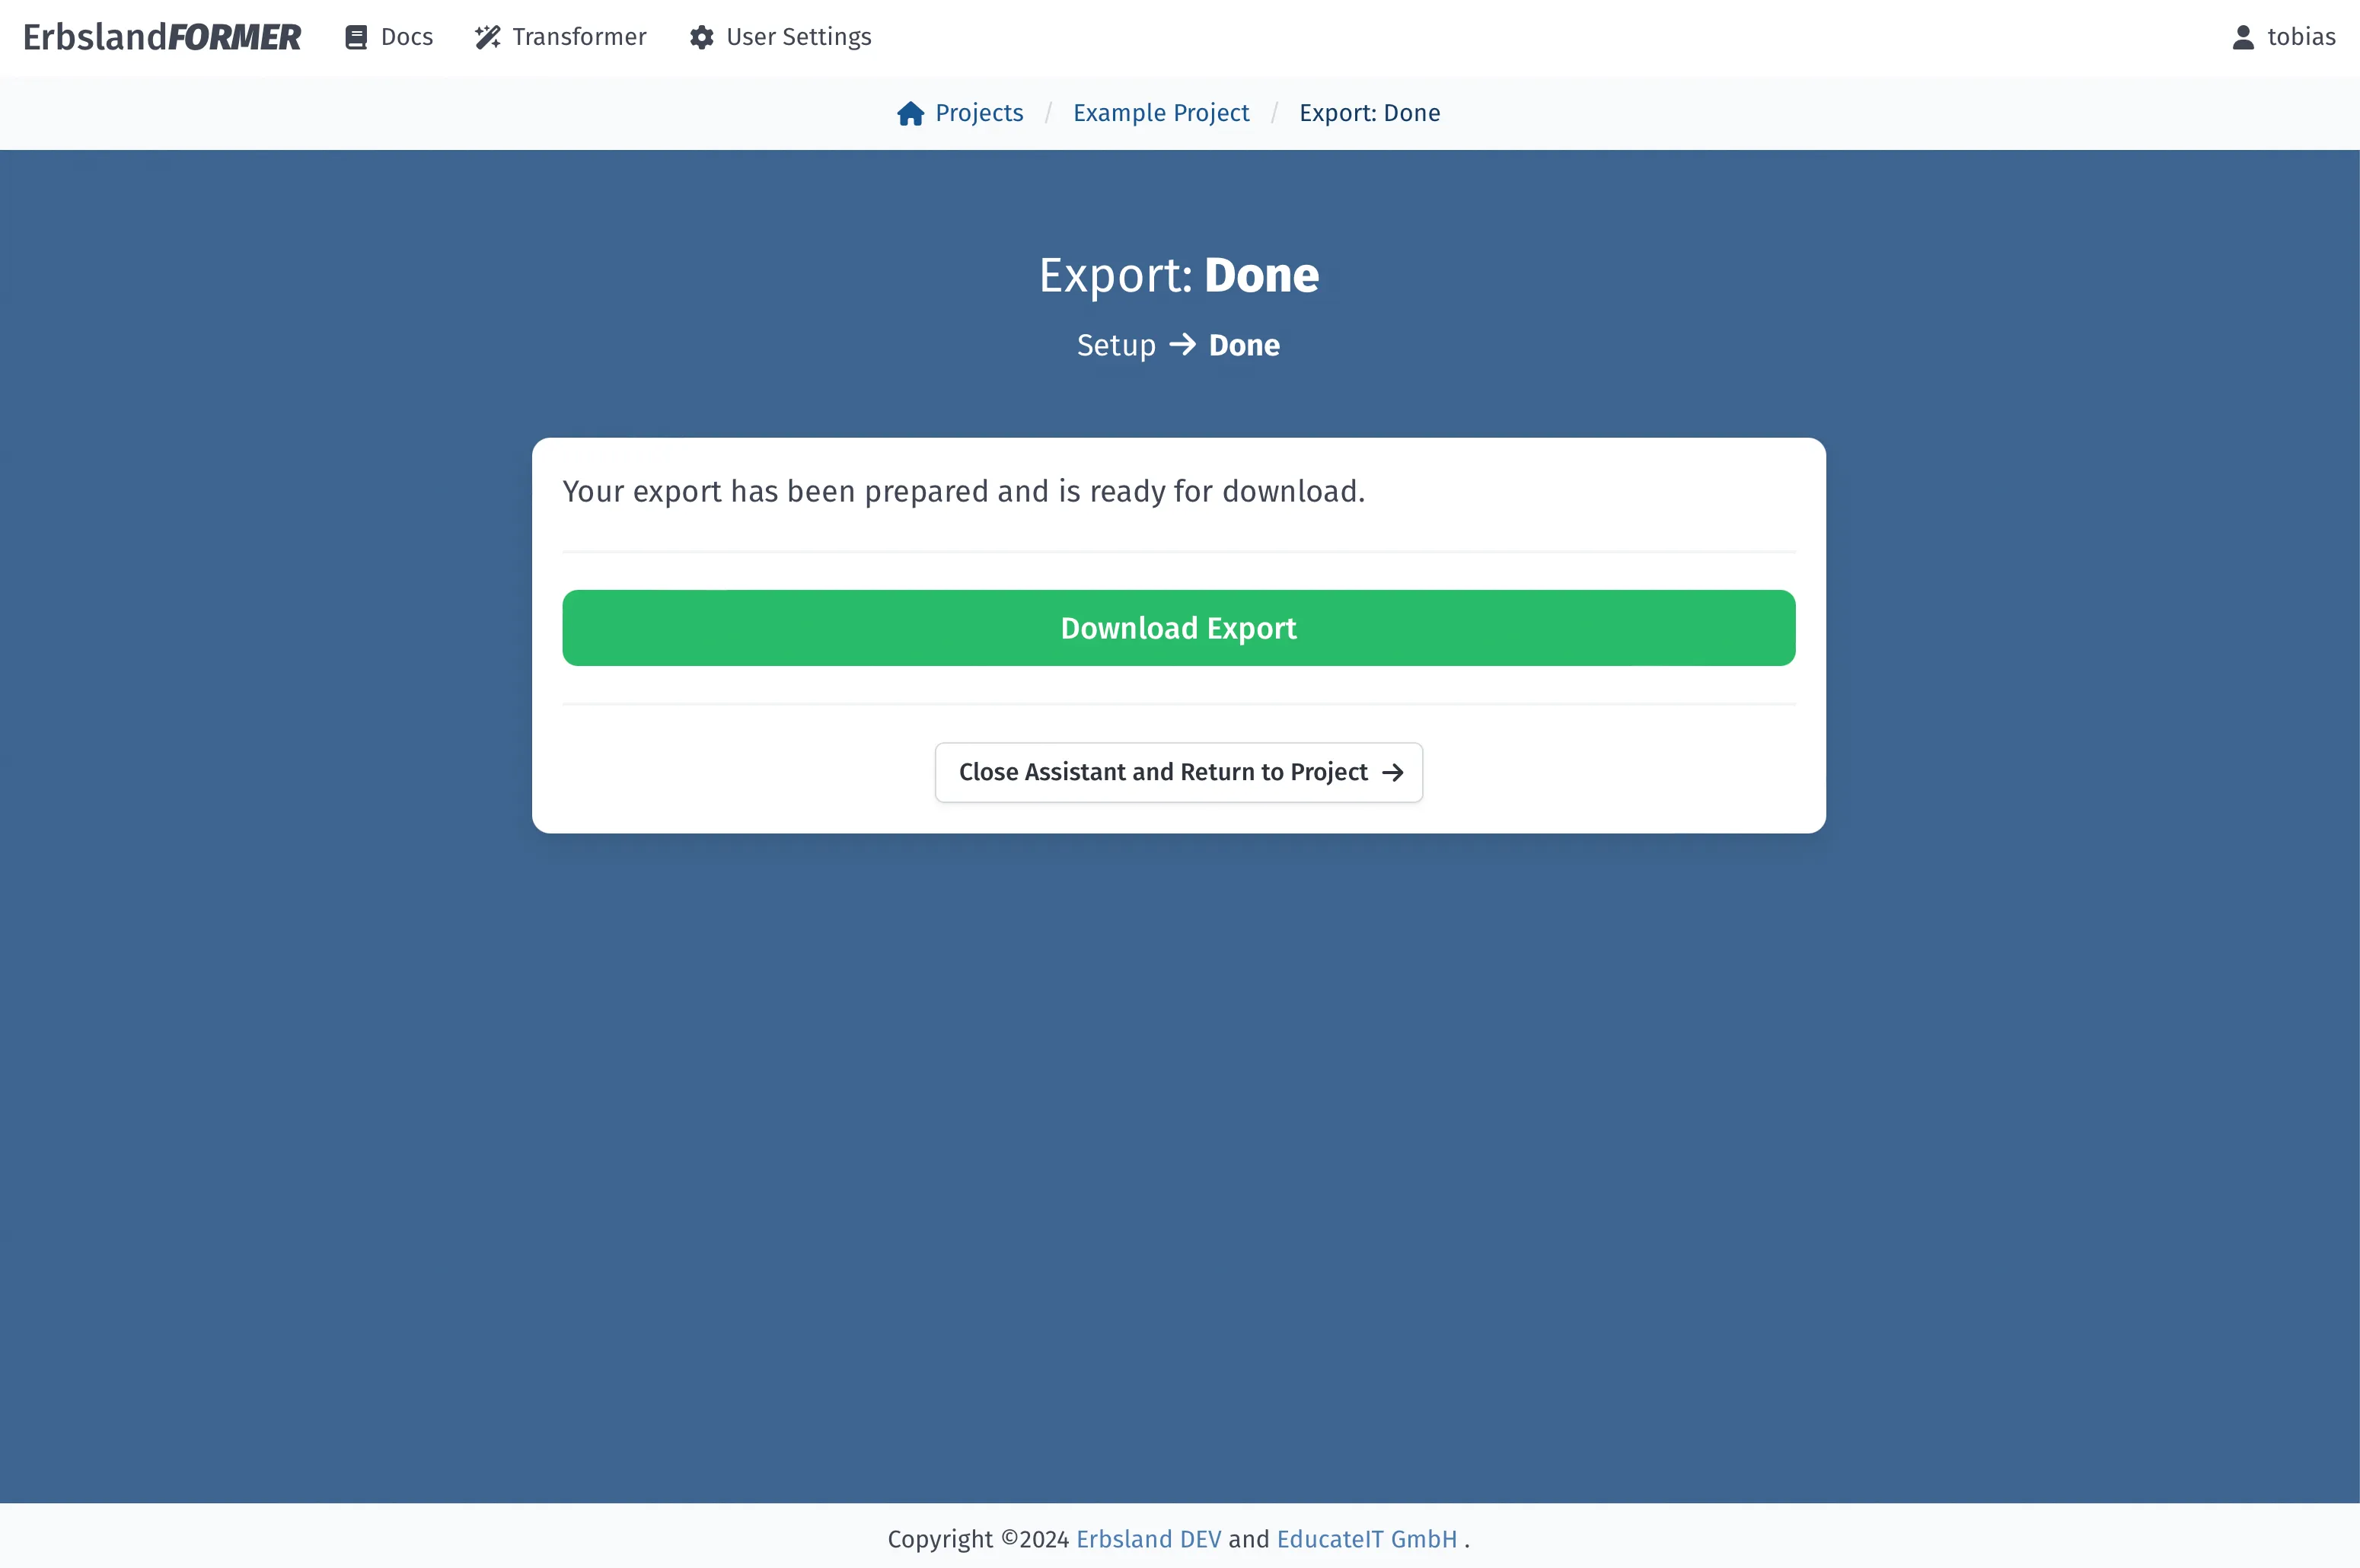 ErbslandFORMER Docs Transformer User Settings tobias
Projects / Example Project / Export: Done
Export: Done
Setup → Done
Your export has been prepared and is ready for download.
Download Export
Close Assistant and Return to Project →
Copyright ©2024 Erbsland DEV and EducateIT GmbH .